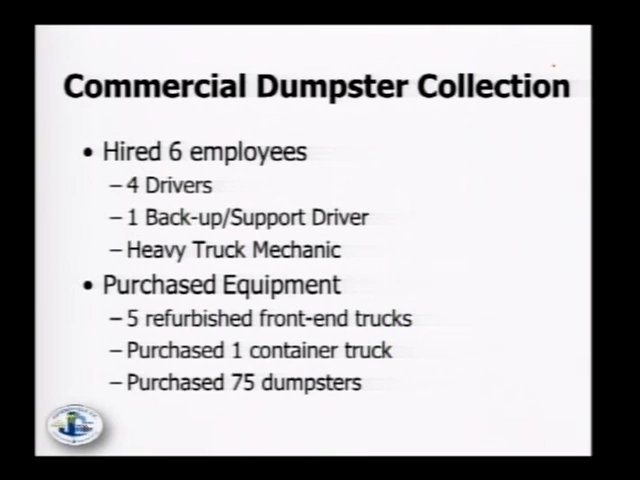 Commercial Dumpster Collection
• Hired 6 employees
– 4 Drivers
– 1 Back-up/Support Driver
– Heavy Truck Mechanic
• Purchased Equipment
– 5 refurbished front-end trucks
– Purchased 1 container truck
– Purchased 75 dumpsters